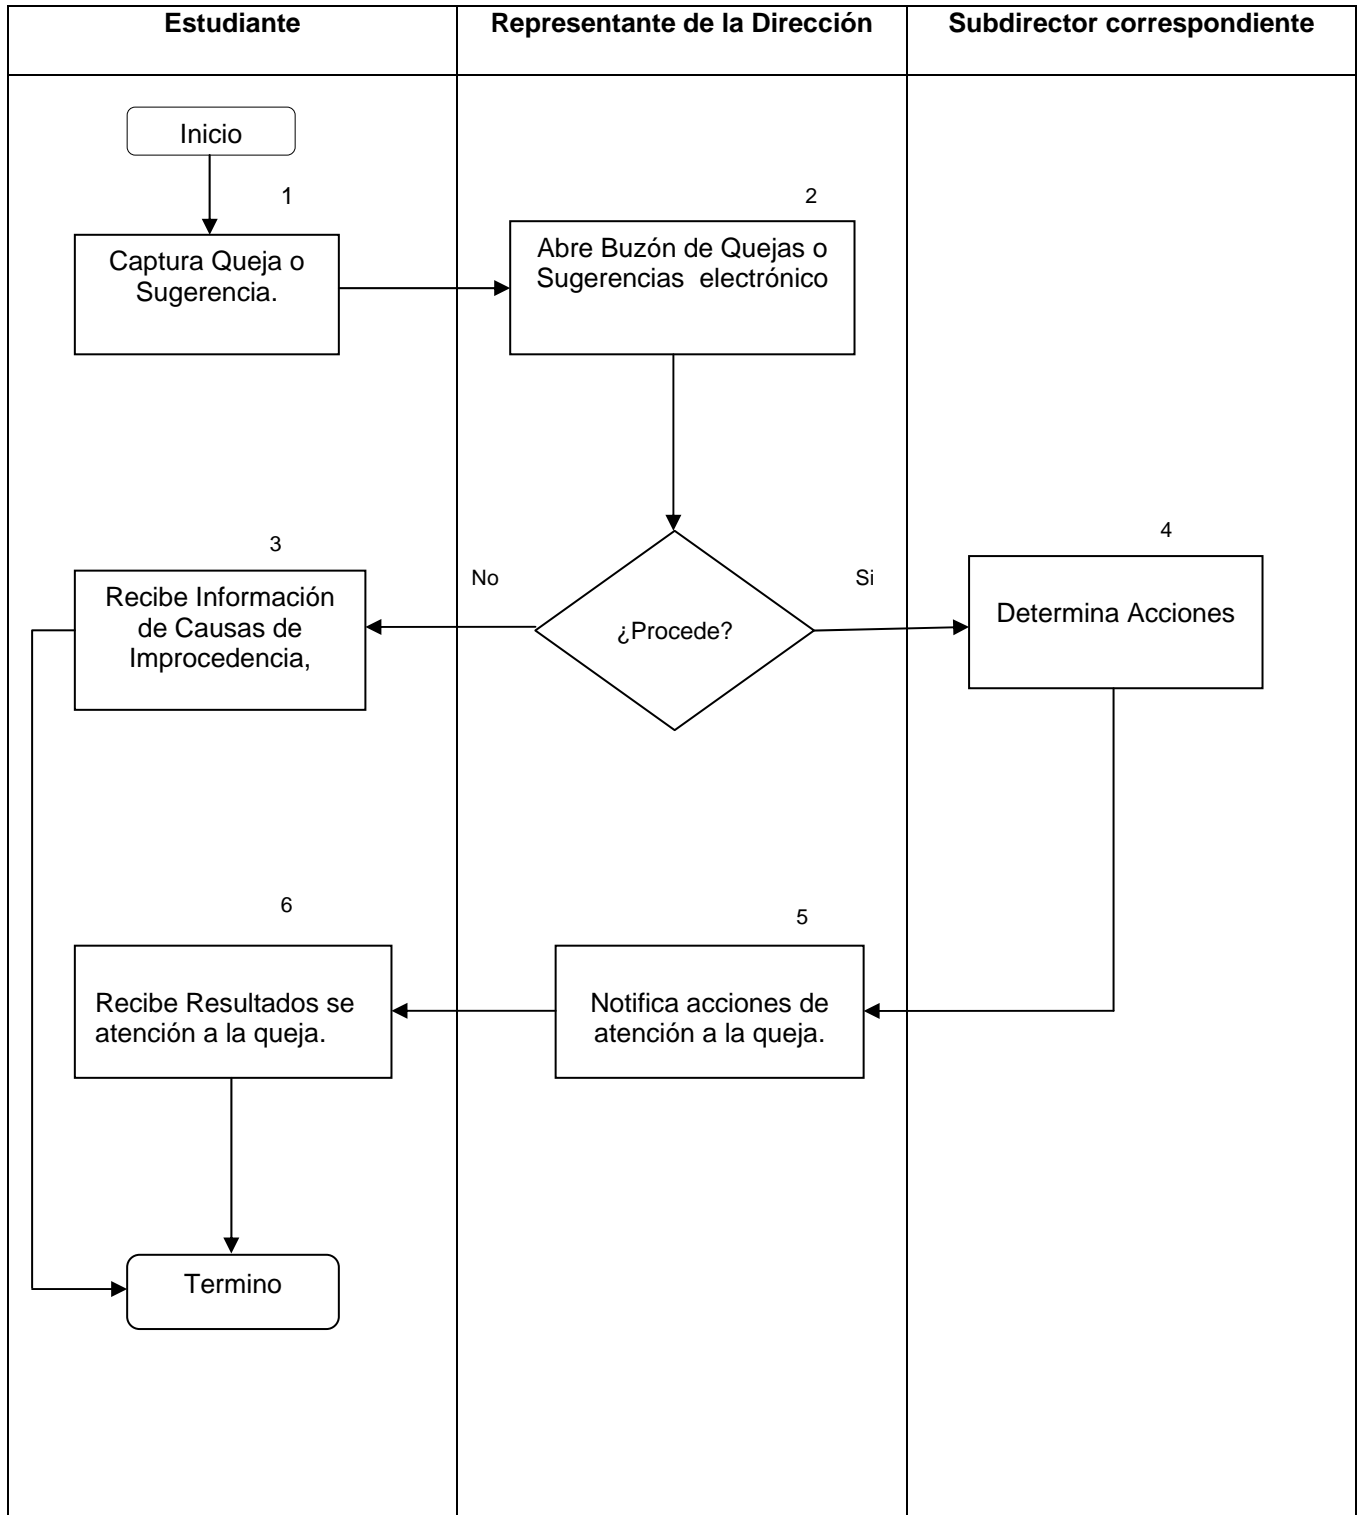 Estudiante
Representante de la Dirección
Subdirector correspondiente
Inicio
1
Captura Queja o
Sugerencia.
2
Abre Buzón de Quejas o
Sugerencias electrónico
¿Procede?
No
Si
3
Recibe Información
de Causas de
Improcedencia,
4
Determina Acciones
5
Notifica acciones de
atención a la queja.
6
Recibe Resultados se
atención a la queja.
Termino